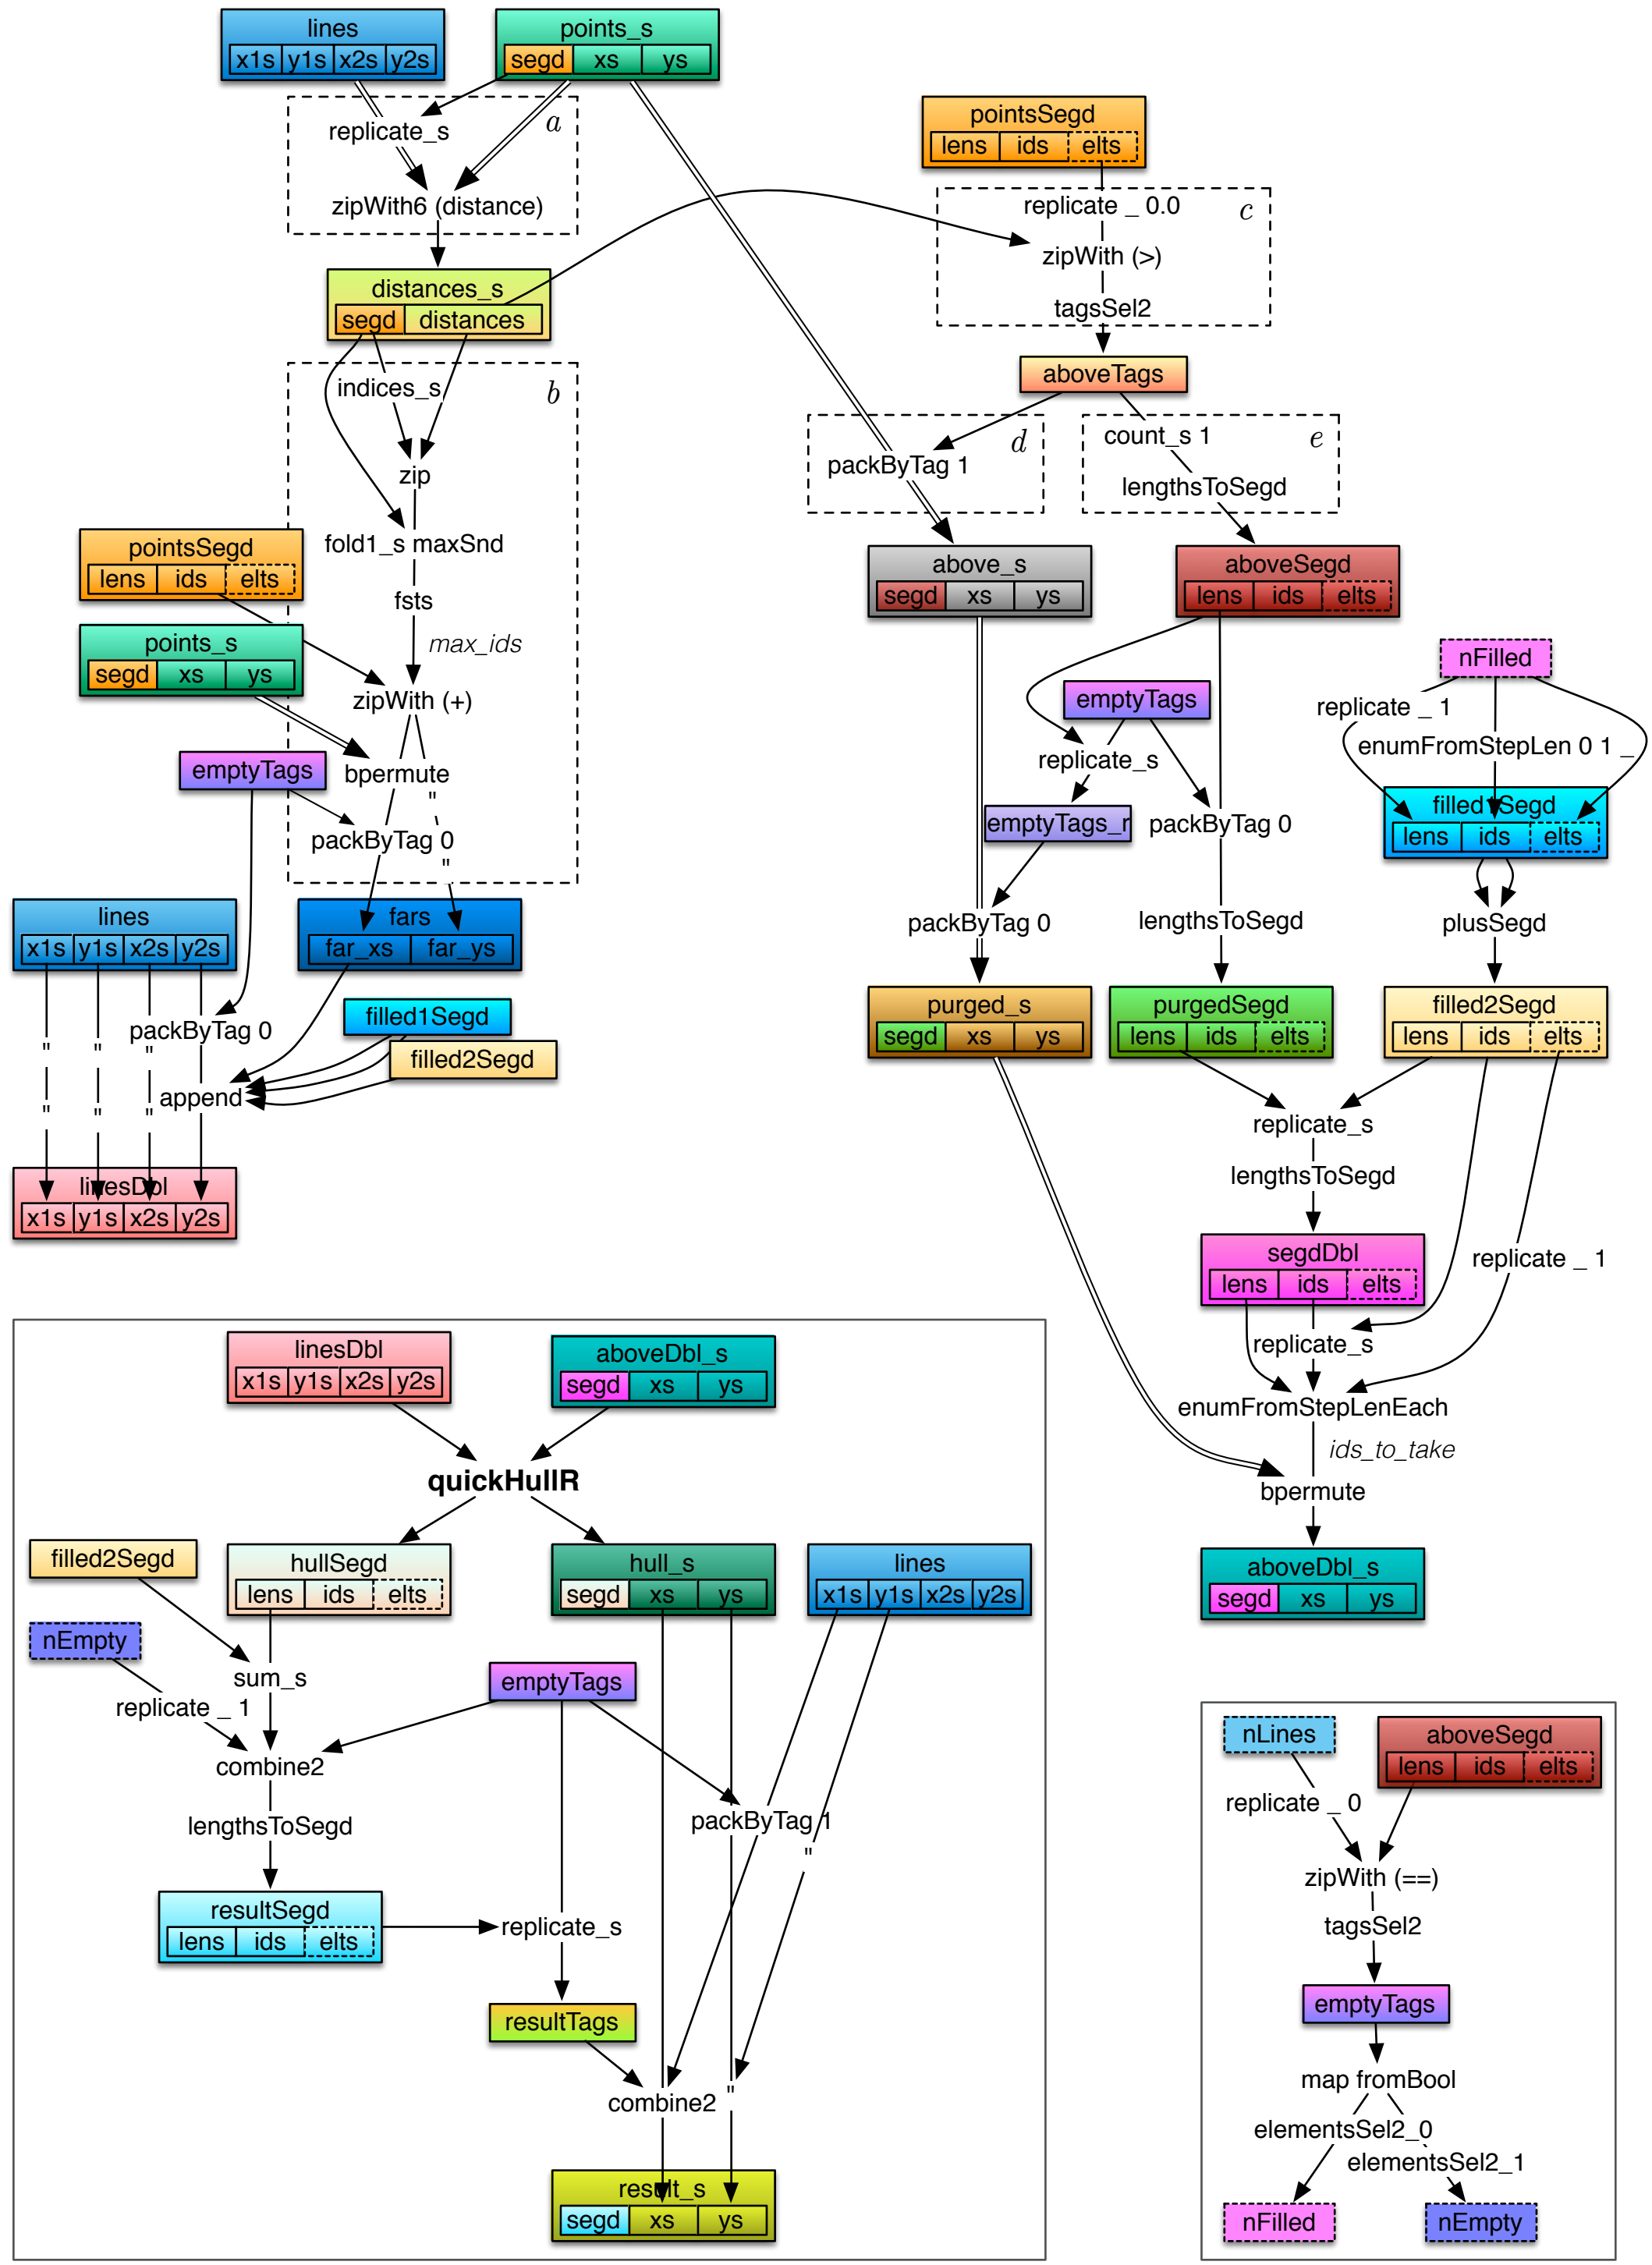 lines
x1s y1s x2s y2s
points_s
segd xs ys
replicate_s
a
zipWith6 (distance)
pointsSegd
lens ids elts
replicate _ 0.0
c
zipWith (>)
tagsSel2
distances_s
segd distances
aboveTags
indices_s
b
zip
fold1_s maxSnd
fsts
max_ids
zipWith (+)
bpermute
"
packByTag 0
"
packByTag 1
d
count_s 1
e
lengthsToSegd
pointsSegd
lens ids elts
points_s
segd xs ys
emptyTags
above_s
segd xs ys
aboveSegd
lens ids elts
nFilled
replicate _ 1
enumFromStepLen 0 1 _
emptyTags
replicate_s
emptyTags_r
packByTag 0
filled1Segd
lens ids elts
packByTag 0
lengthsToSegd
plusSegd
lines
x1s y1s x2s y2s
fars
far_xs far_ys
filled1Segd
filled2Segd
packByTag 0
" " "
append
" " "
linesDbl
x1s y1s x2s y2s
purged_s
segd xs ys
purgedSegd
lens ids elts
filled2Segd
lens ids elts
replicate_s
lengthsToSegd
segdDbl
lens ids elts
replicate _ 1
replicate_s
enumFromStepLenEach
ids_to_take
bpermute
aboveDbl_s
segd xs ys
linesDbl
x1s y1s x2s y2s
aboveDbl_s
segd xs ys
quickHullR
filled2Segd
hullSegd
lens ids elts
hull_s
segd xs ys
lines
x1s y1s x2s y2s
nEmpty
sum_s
replicate _ 1
emptyTags
combine2
packByTag 1
"
lengthsToSegd
resultSegd
lens ids elts
replicate_s
resultTags
combine2 "
result_s
segd xs ys
nLines
aboveSegd
lens ids elts
replicate _ 0
zipWith (==)
tagsSel2
emptyTags
map fromBool
elementsSel2_0
elementsSel2_1
nFilled
nEmpty